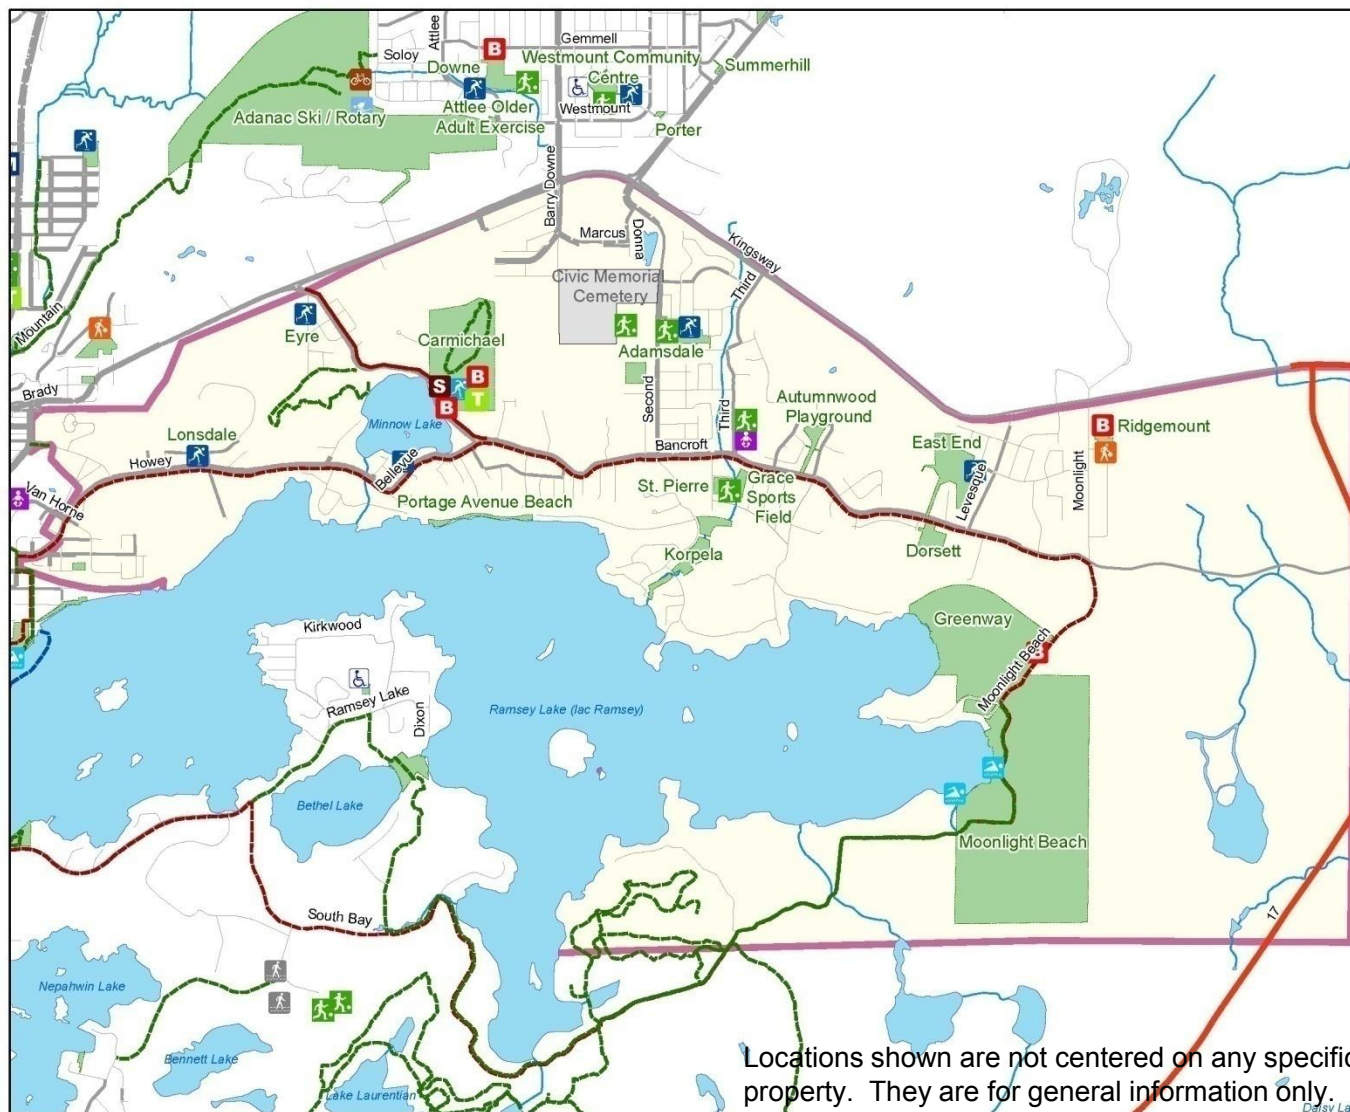 Attlee
Gemmell
Soloy
B
Downe
Westmount Community
Centre
Summerhill
Adanac Ski / Rotary
Attlee Older
Adult Exercise
Westmount
Porter
Barry Downe
Marcus
Donna
Kingsway
Civic Memorial
Cemetery
Third
Mountain
Eyre
Carmichael
Adamsdale
Brady
S
B
T
B
Minnow Lake
Second
Third
Autumnwood
Playground
B
Ridgemount
Lonsdale
Howey
Bellevue
Bancroft
East End
Levesque
Moonlight
Van Horne
Portage Avenue Beach
St. Pierre
Grace
Sports
Field
Korpela
Dorsett
Kirkwood
Greenway
Moonlight Beach
B
Ramsey Lake
Dixon
Ramsey Lake (lac Ramsey)
Bethel Lake
Moonlight Beach
South Bay
17
Nepahwin Lake
Bennett Lake
Lake Laurentian
Locations shown are not centered on any specific
property. They are for general information only.
Daisy La